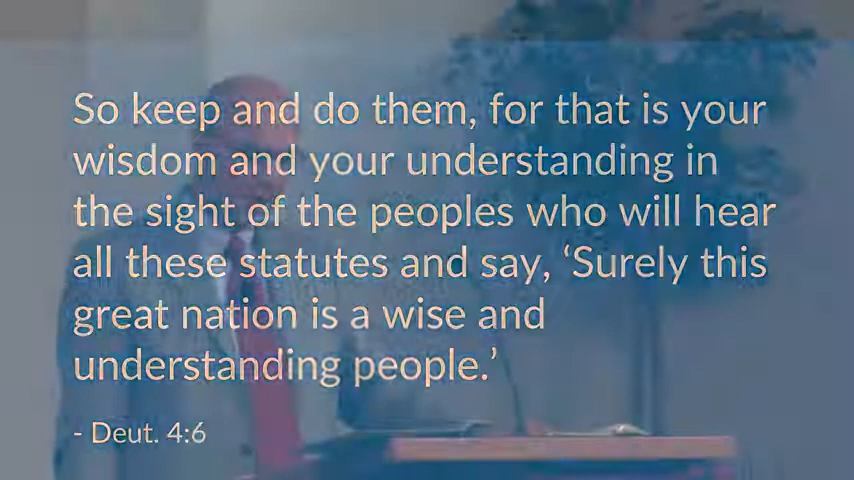 So keep and do them, for that is your
wisdom and your understanding in
the sight of the peoples who will hear
all these statutes and say, ‘Surely this
great nation is a wise and
understanding people.’
- Deut. 4:6